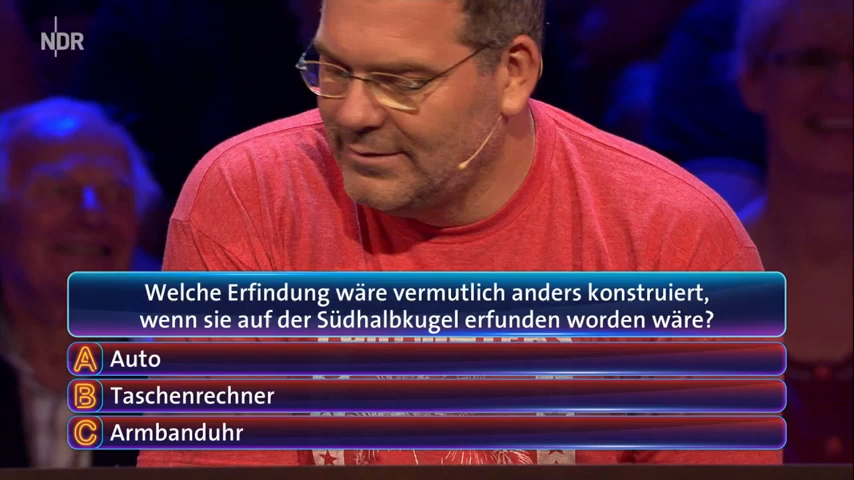 NDR
Welche Erfindung wäre vermutlich anders konstruiert,
wenn sie auf der Südhalbkugel erfunden worden wäre?
A Auto
B Taschenrechner
C Armbanduhr